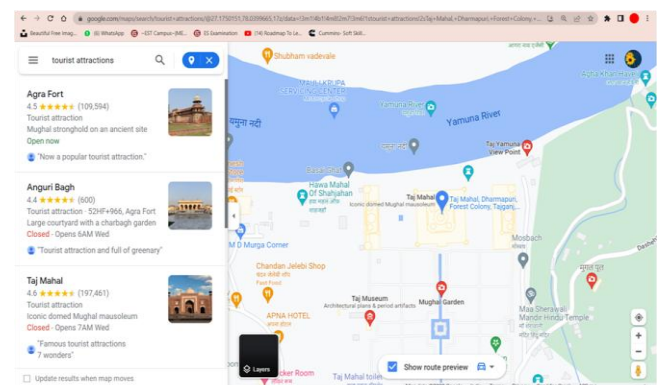 google.com/maps/search/tourist+attractions/@27.1750151,78.0399665,17z/data=!3m1!4b1!4m8!2m7!3m6!1stourist+attractions!2sTaj+Mahal,+Dharmapuri,+Forest+Colony,+...
Beautiful Free Imag...
(6) WhatsApp
ES Examination
(14) Roadmap To Le...
Cummins- Soft Skill...
tourist attractions
Agra Fort
4.5 (109,594)
Tourist attraction
Mughal stronghold on an ancient site
Open now
"Now a popular tourist attraction."
Anguri Bagh
4.4 (600)
Tourist attraction · 52HF+966, Agra Fort
Large courtyard with a charbagh garden
Closed · Opens 6AM Wed
"Tourist attraction and full of greenary"
Taj Mahal
4.6 (197,461)
Tourist attraction
Iconic domed Mughal mausoleum
Closed · Opens 7AM Wed
"Famous tourist attractions
7 wonders"
Update results when map moves
Shubham vadevale
SERVICING CENTER
Agha Khan Haveli
यमुना नदी
Yamuna River
यमुना नदी
Taj Yamuna
View Point
Hawa Mahal
Of Shahjahan
Taj Mahal
Iconic domed Mughal mausoleum
Taj Mahal, Dharmapuri,
Forest Colony, Tajganj,...
M D Murga Corner
Mosbach
Chandan Jelebi Shop
Fast Food
Taj Museum
Architectural plans & period artifacts
Mughal Garden
APNA HOTEL
Maa Sherawali
Mandir Hindu Temple
Layers
Show route preview
Taj Mahal toilet